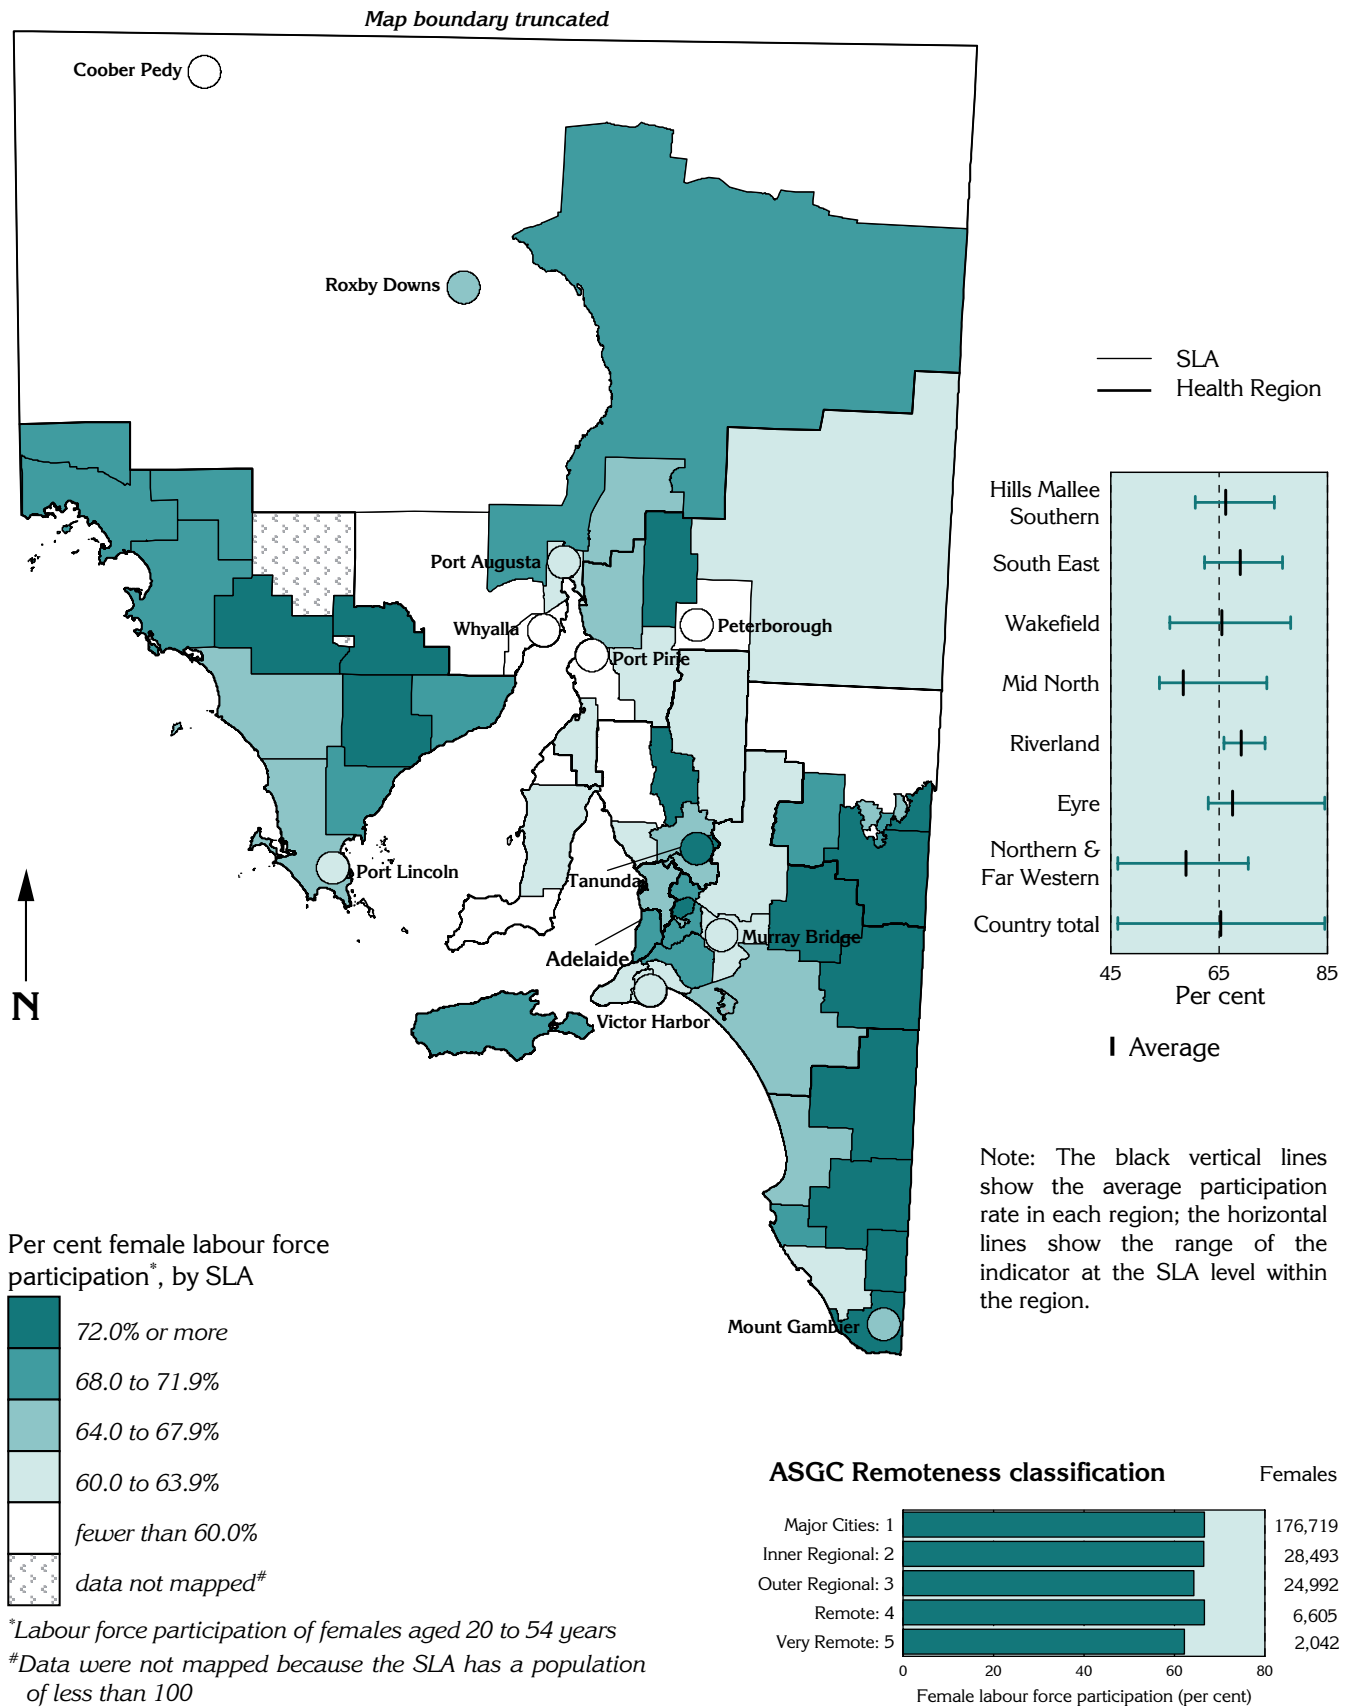 Map boundary truncated
Coober Pedy
Roxby Downs
SLA
Health Region
Port Augusta
Whyalla
Peterborough
Port Pirie
Port Lincoln
Tanunda
Murray Bridge
Adelaide
Victor Harbor
Mount Gambier
N
Hills Mallee
Southern
South East
Wakefield
Mid North
Riverland
Eyre
Northern &
Far Western
Country total
45 65 85
Per cent
Average
Note: The black vertical lines
show the average participation
rate in each region; the horizontal
lines show the range of the
indicator at the SLA level within
the region.
Per cent female labour force
participation*, by SLA
72.0% or more
68.0 to 71.9%
64.0 to 67.9%
60.0 to 63.9%
fewer than 60.0%
data not mapped#
*Labour force participation of females aged 20 to 54 years
#Data were not mapped because the SLA has a population
of less than 100
ASGC Remoteness classification Females
Major Cities: 1 176,719
Inner Regional: 2 28,493
Outer Regional: 3 24,992
Remote: 4 6,605
Very Remote: 5 2,042
0 20 40 60 80
Female labour force participation (per cent)